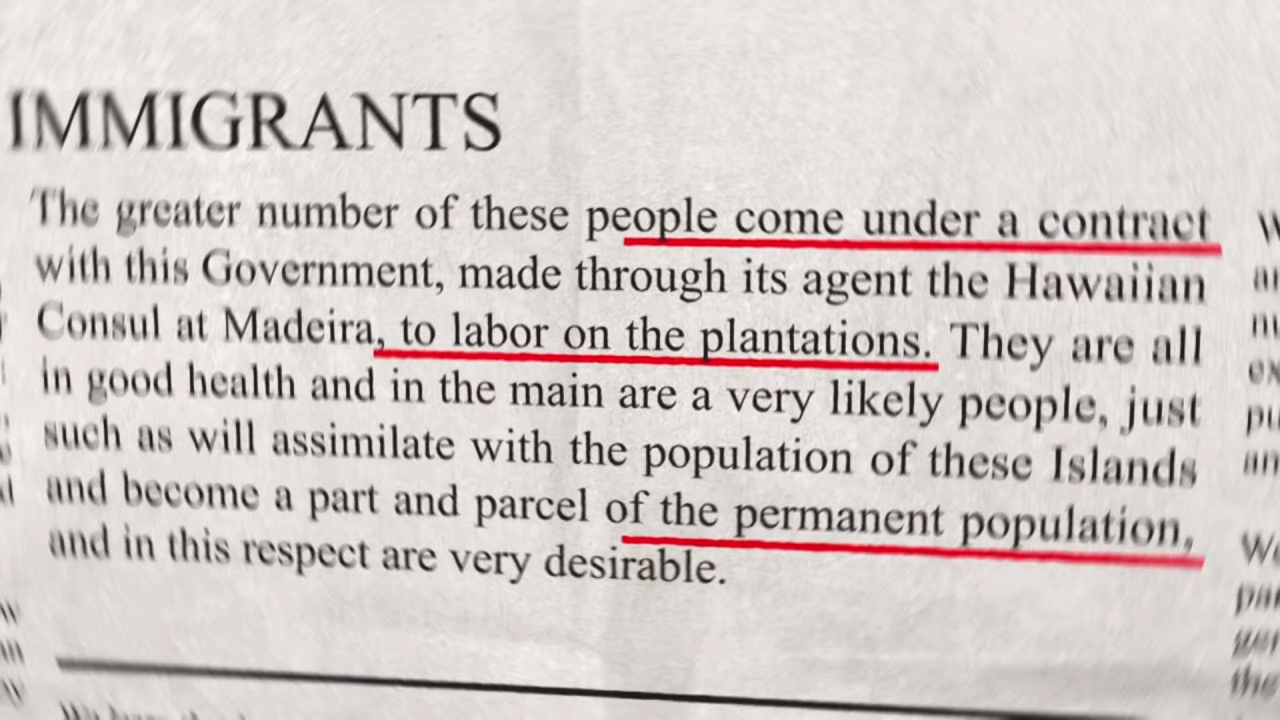 IMMIGRANTS
The greater number of these people come under a contract
with this Government, made through its agent the Hawaiian
Consul at Madeira, to labor on the plantations. They are all
in good health and in the main are a very likely people, just
such as will assimilate with the population of these Islands
and become a part and parcel of the permanent population,
and in this respect are very desirable.